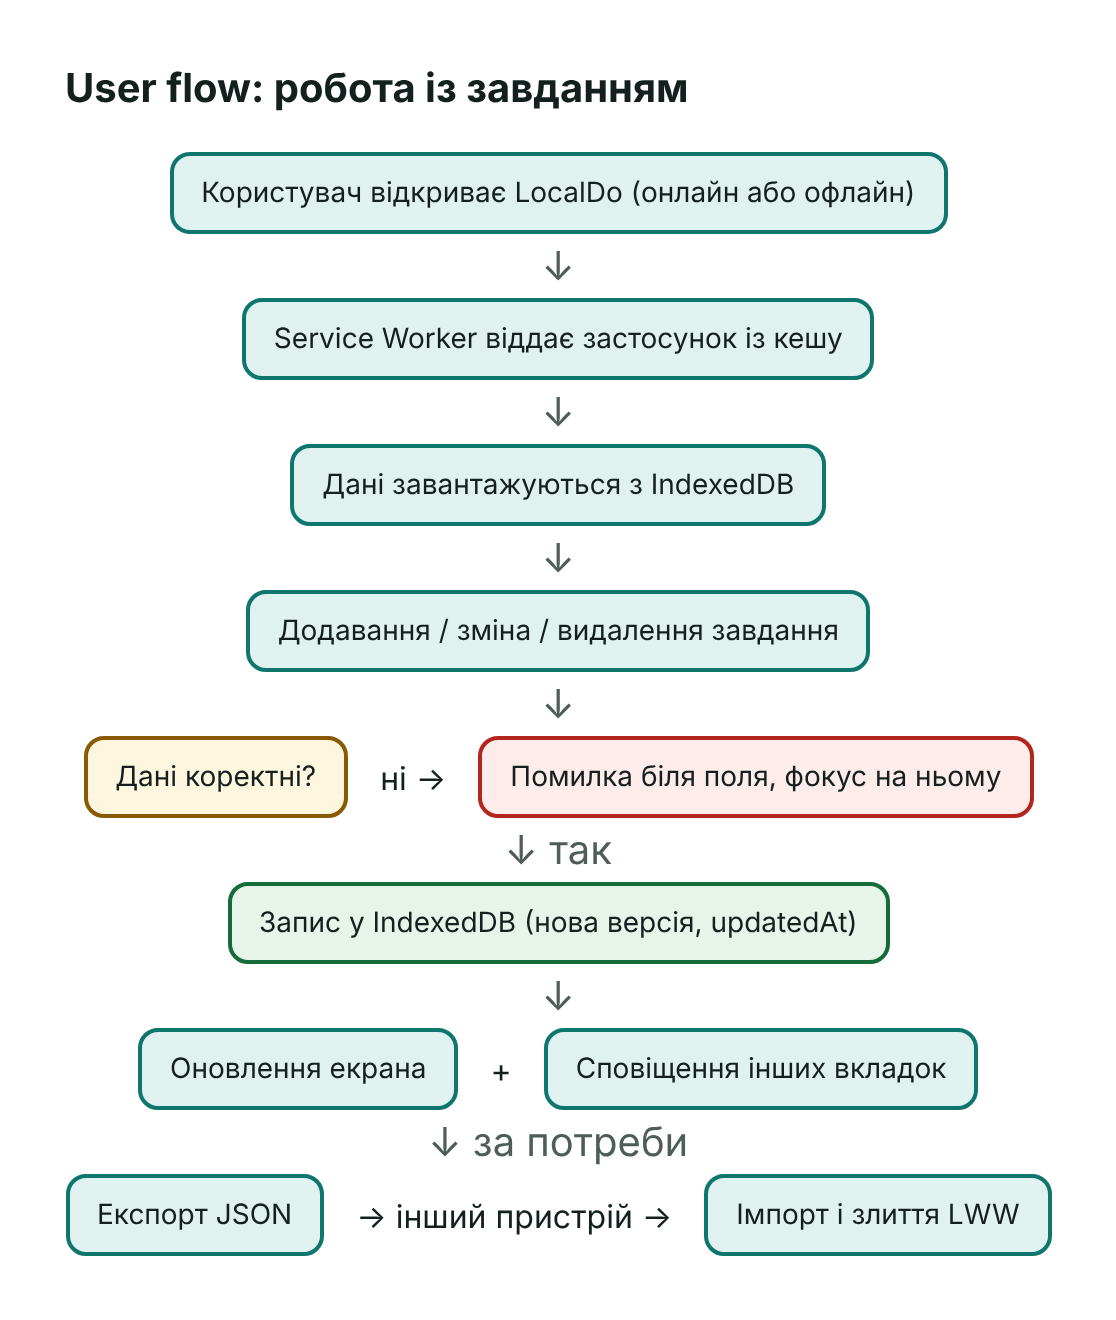 User flow: робота із завданням
Користувач відкриває LocalDo (онлайн або офлайн)
↓
Service Worker віддає застосунок із кешу
↓
Дані завантажуються з IndexedDB
↓
Додавання / зміна / видалення завдання
↓
Дані коректні? ні → Помилка біля поля, фокус на ньому
↓ так
Запис у IndexedDB (нова версія, updatedAt)
↓
Оновлення екрана + Сповіщення інших вкладок
↓ за потреби
Експорт JSON → інший пристрій → Імпорт і злиття LWW